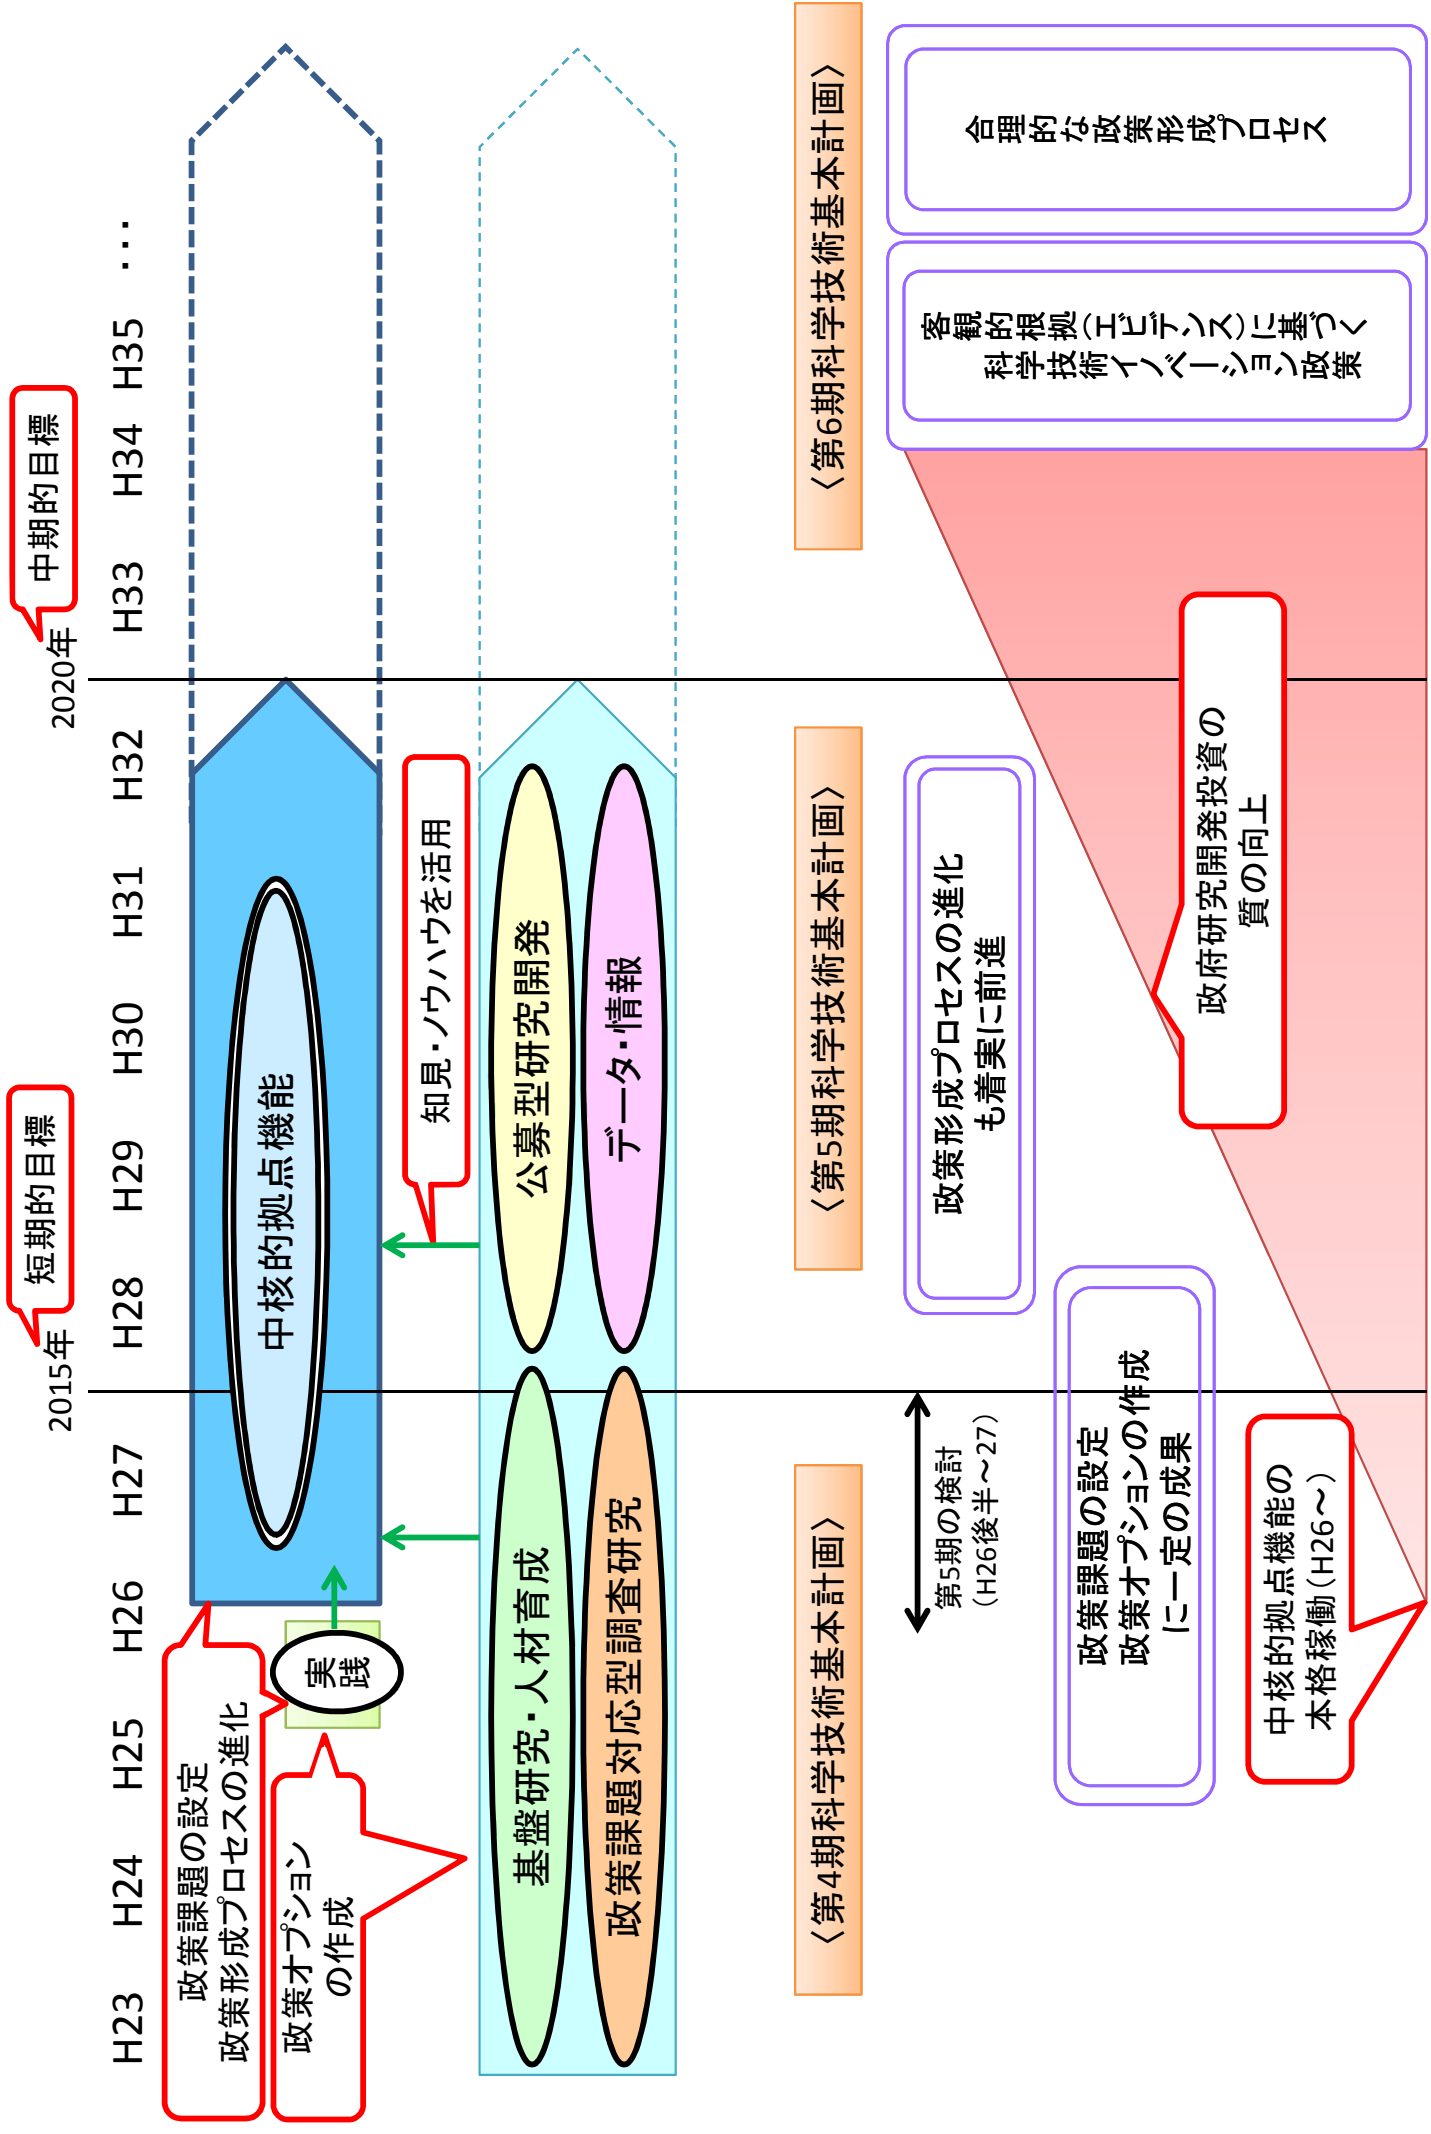 短期的目標
中期的目標
2015年
2020年
H23
H24
H25
H26
H27
H28
H29
H30
H31
H32
H33
H34
H35
・・・
政策課題の設定
政策形成プロセスの進化
実践
中核的拠点機能
政策オプション
の作成
知見・ノウハウを活用
基盤研究・人材育成
公募型研究開発
政策課題対応型調査研究
データ・情報
〈第4期科学技術基本計画〉
〈第5期科学技術基本計画〉
〈第6期科学技術基本計画〉
第5期の検討
（H26後半～27）
政策形成プロセスの進化
も着実に前進
客観的根拠（エビデンス）に基づく
科学技術イノベーション政策
合理的な政策形成プロセス
政策課題の設定
政策オプションの作成
に一定の成果
政府研究開発投資の
質の向上
中核的拠点機能の
本格稼働（H26～）